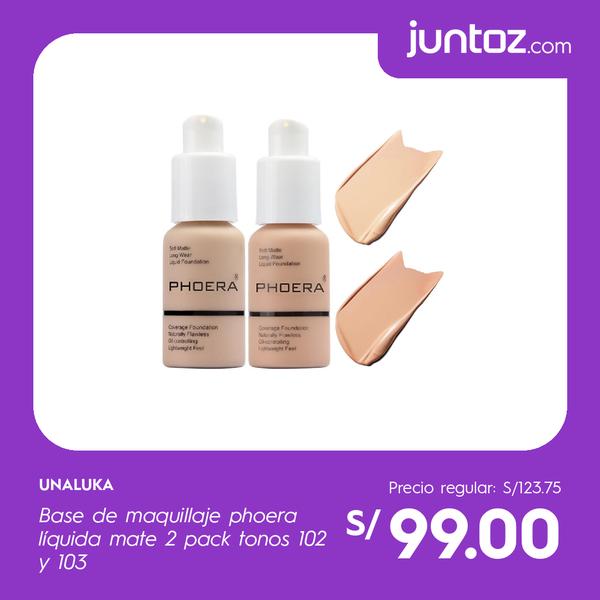 juntoz.com
Soft Matte
Long Wear
Liquid Foundation
PHOERA®
Coverage Foundation
Naturally Flawless
Oil-controlling
Lightweight Feel
Soft Matte
Long Wear
Liquid Foundation
PHOERA®
Coverage Foundation
Naturally Flawless
Oil-controlling
Lightweight Feel
UNALUKA
Base de maquillaje phoera
líquida mate 2 pack tonos 102
y 103
Precio regular: S/123.75
S/99.00